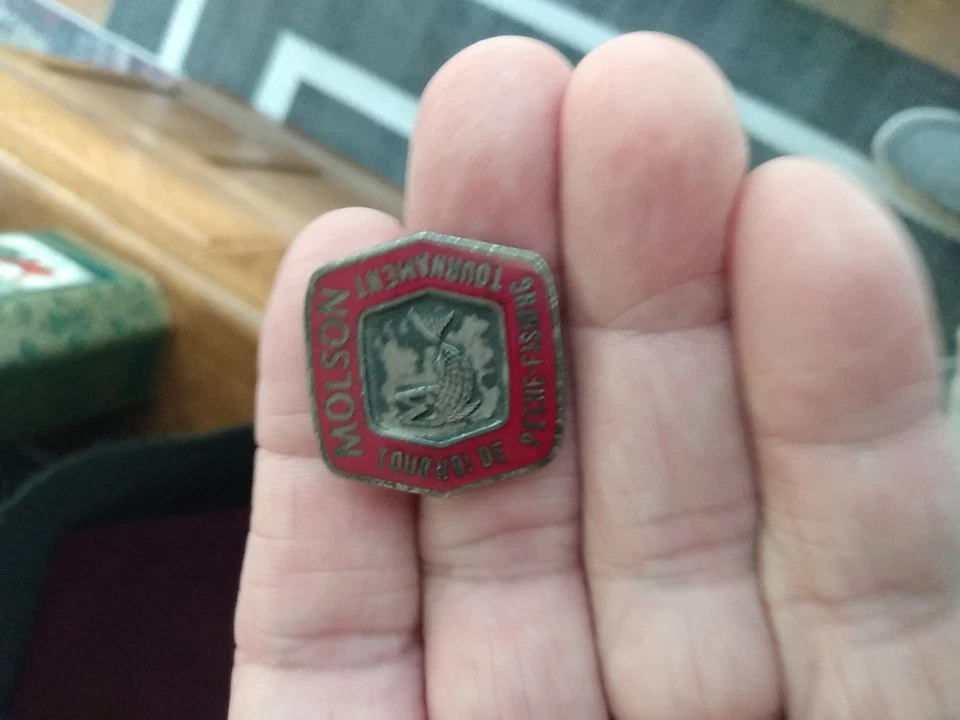 MOLSON
TOURNOI DE
PECHE-FISHING
TOURNAMENT